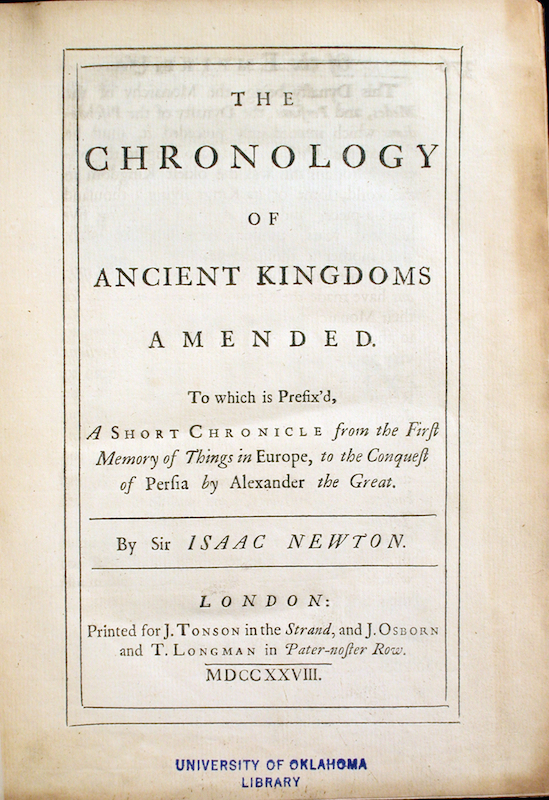 THE
CHRONOLOGY
OF
ANCIENT KINGDOMS
AMENDED.
To which is Prefix'd,
A SHORT CHRONICLE from the Firſt
Memory of Things in Europe, to the Conqueſt
of Perſia by Alexander the Great.
By Sir ISAAC NEWTON.
LONDON:
Printed for J. TONSON in the Strand, and J. OSBORN
and T. LONGMAN in Pater-noſter Row.
MDCCXXVIII.
UNIVERSITY OF OKLAHOMA
LIBRARY